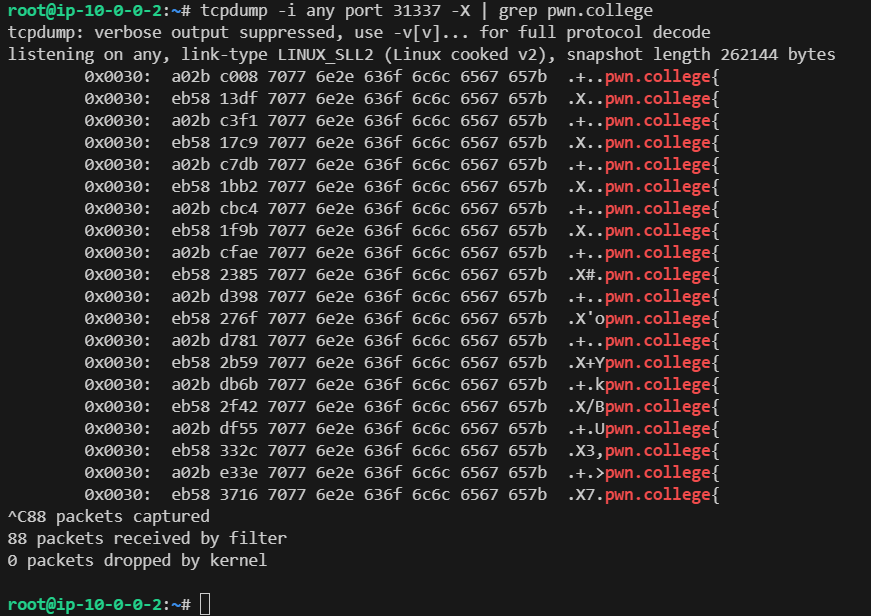 root@ip-10-0-0-2:~# tcpdump -i any port 31337 -X | grep pwn.college
tcpdump: verbose output suppressed, use -v[v]... for full protocol decode
listening on any, link-type LINUX_SLL2 (Linux cooked v2), snapshot length 262144 bytes
0x0030:  a02b c008 7077 6e2e 636f 6c6c 6567 657b  .+..pwn.college{
0x0030:  eb58 13df 7077 6e2e 636f 6c6c 6567 657b  .X..pwn.college{
0x0030:  a02b c3f1 7077 6e2e 636f 6c6c 6567 657b  .+..pwn.college{
0x0030:  eb58 17c9 7077 6e2e 636f 6c6c 6567 657b  .X..pwn.college{
0x0030:  a02b c7db 7077 6e2e 636f 6c6c 6567 657b  .+..pwn.college{
0x0030:  eb58 1bb2 7077 6e2e 636f 6c6c 6567 657b  .X..pwn.college{
0x0030:  a02b cbc4 7077 6e2e 636f 6c6c 6567 657b  .+..pwn.college{
0x0030:  eb58 1f9b 7077 6e2e 636f 6c6c 6567 657b  .X..pwn.college{
0x0030:  a02b cfae 7077 6e2e 636f 6c6c 6567 657b  .+..pwn.college{
0x0030:  eb58 2385 7077 6e2e 636f 6c6c 6567 657b  .X#.pwn.college{
0x0030:  a02b d398 7077 6e2e 636f 6c6c 6567 657b  .+..pwn.college{
0x0030:  eb58 276f 7077 6e2e 636f 6c6c 6567 657b  .X'opwn.college{
0x0030:  a02b d781 7077 6e2e 636f 6c6c 6567 657b  .+..pwn.college{
0x0030:  eb58 2b59 7077 6e2e 636f 6c6c 6567 657b  .X+Ypwn.college{
0x0030:  a02b db6b 7077 6e2e 636f 6c6c 6567 657b  .+.kpwn.college{
0x0030:  eb58 2f42 7077 6e2e 636f 6c6c 6567 657b  .X/Bpwn.college{
0x0030:  a02b df55 7077 6e2e 636f 6c6c 6567 657b  .+.Upwn.college{
0x0030:  eb58 332c 7077 6e2e 636f 6c6c 6567 657b  .X3,pwn.college{
0x0030:  a02b e33e 7077 6e2e 636f 6c6c 6567 657b  .+.>pwn.college{
0x0030:  eb58 3716 7077 6e2e 636f 6c6c 6567 657b  .X7.pwn.college{
^C88 packets captured
88 packets received by filter
0 packets dropped by kernel
root@ip-10-0-0-2:~#